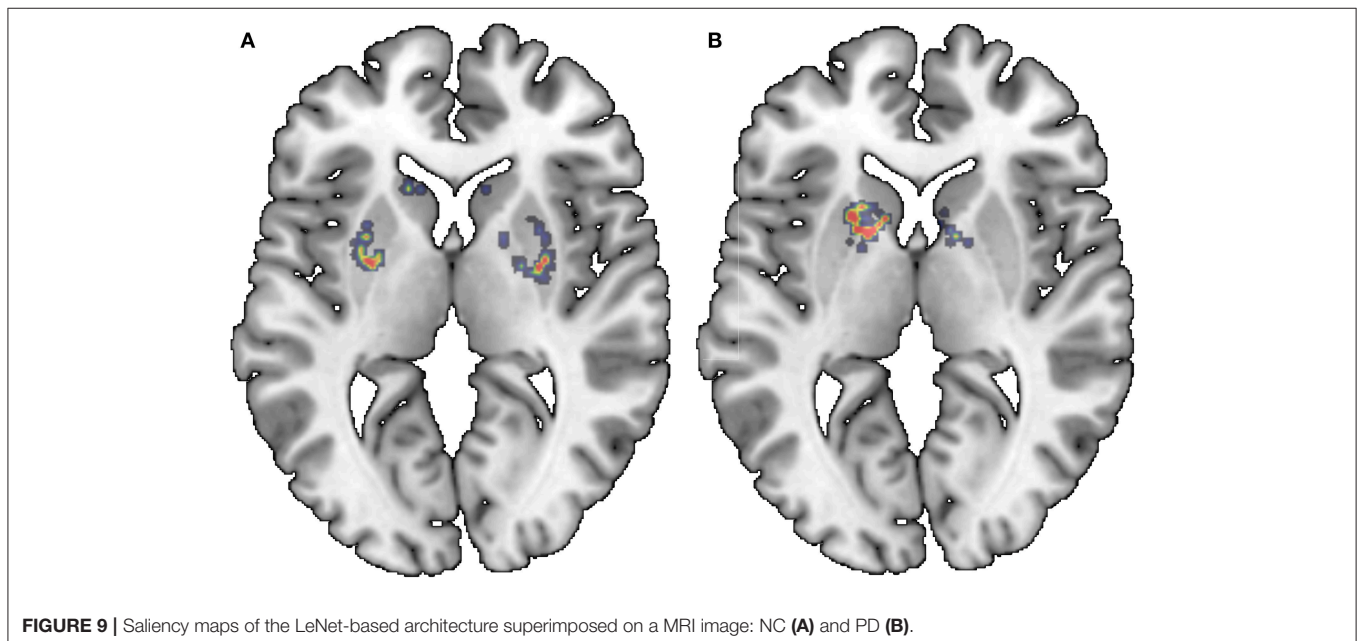 A
B
FIGURE 9 | Saliency maps of the LeNet-based architecture superimposed on a MRI image: NC (A) and PD (B).